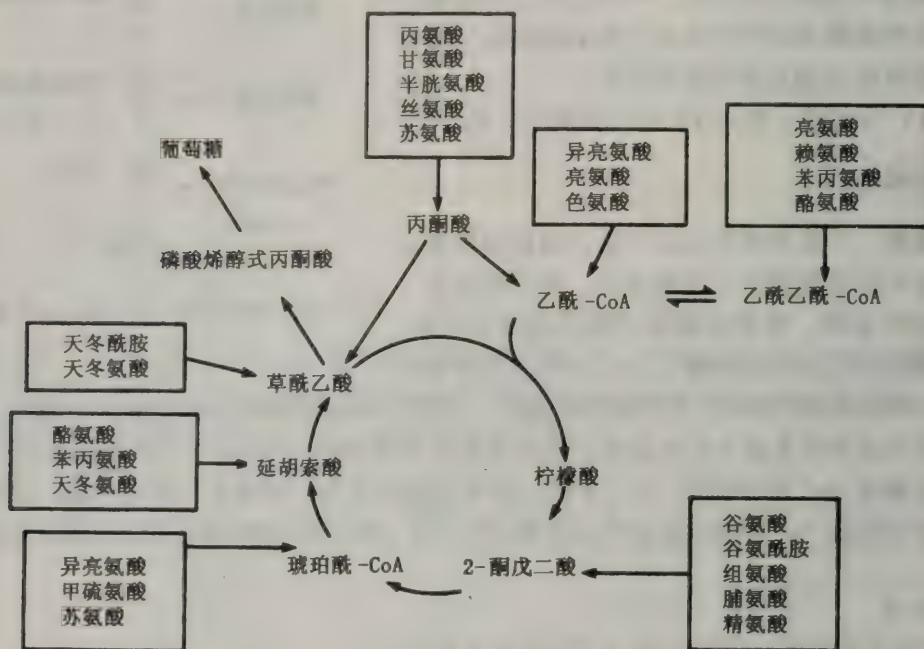 丙氨酸
甘氨酸
半胱氨酸
丝氨酸
苏氨酸
亮氨酸
赖氨酸
苯丙氨酸
酪氨酸
异亮氨酸
亮氨酸
色氨酸
葡萄糖
丙酮酸
磷酸烯醇式丙酮酸
乙酰-CoA
乙酰乙酰-CoA
天冬酰胺
天冬氨酸
草酰乙酸
酪氨酸
苯丙氨酸
天冬氨酸
延胡索酸
柠檬酸
异亮氨酸
甲硫氨酸
苏氨酸
琥珀酰-CoA
2-酮戊二酸
谷氨酸
谷氨酰胺
组氨酸
脯氨酸
精氨酸